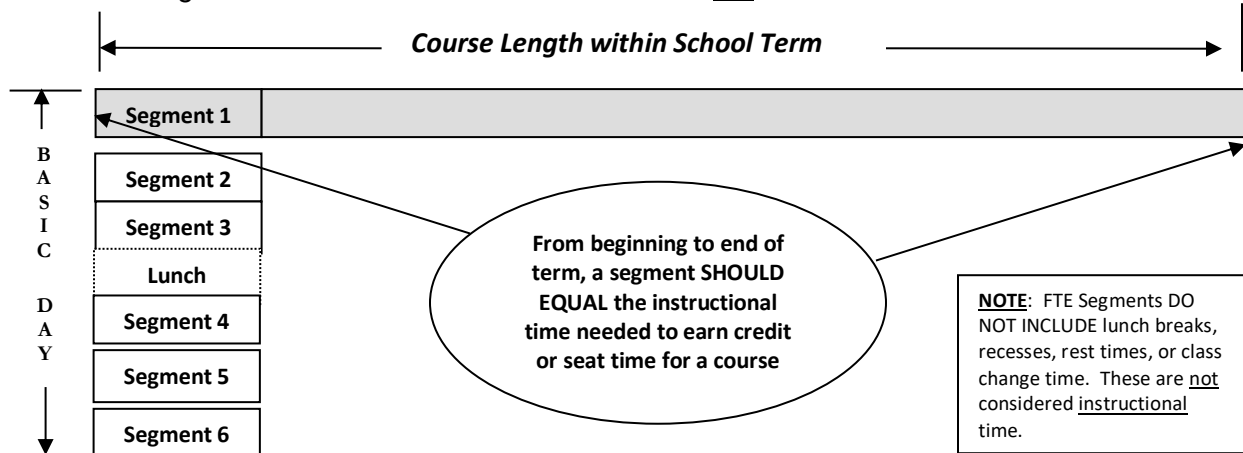 Course Length within School Term
Segment 1
B
A
S
I
C
D
A
Y
Segment 2
Segment 3
Lunch
Segment 4
Segment 5
Segment 6
From beginning to end of
term, a segment SHOULD
EQUAL the instructional
time needed to earn credit
or seat time for a course
NOTE: FTE Segments DO
NOT INCLUDE lunch breaks,
recesses, rest times, or class
change time. These are not
considered instructional
time.